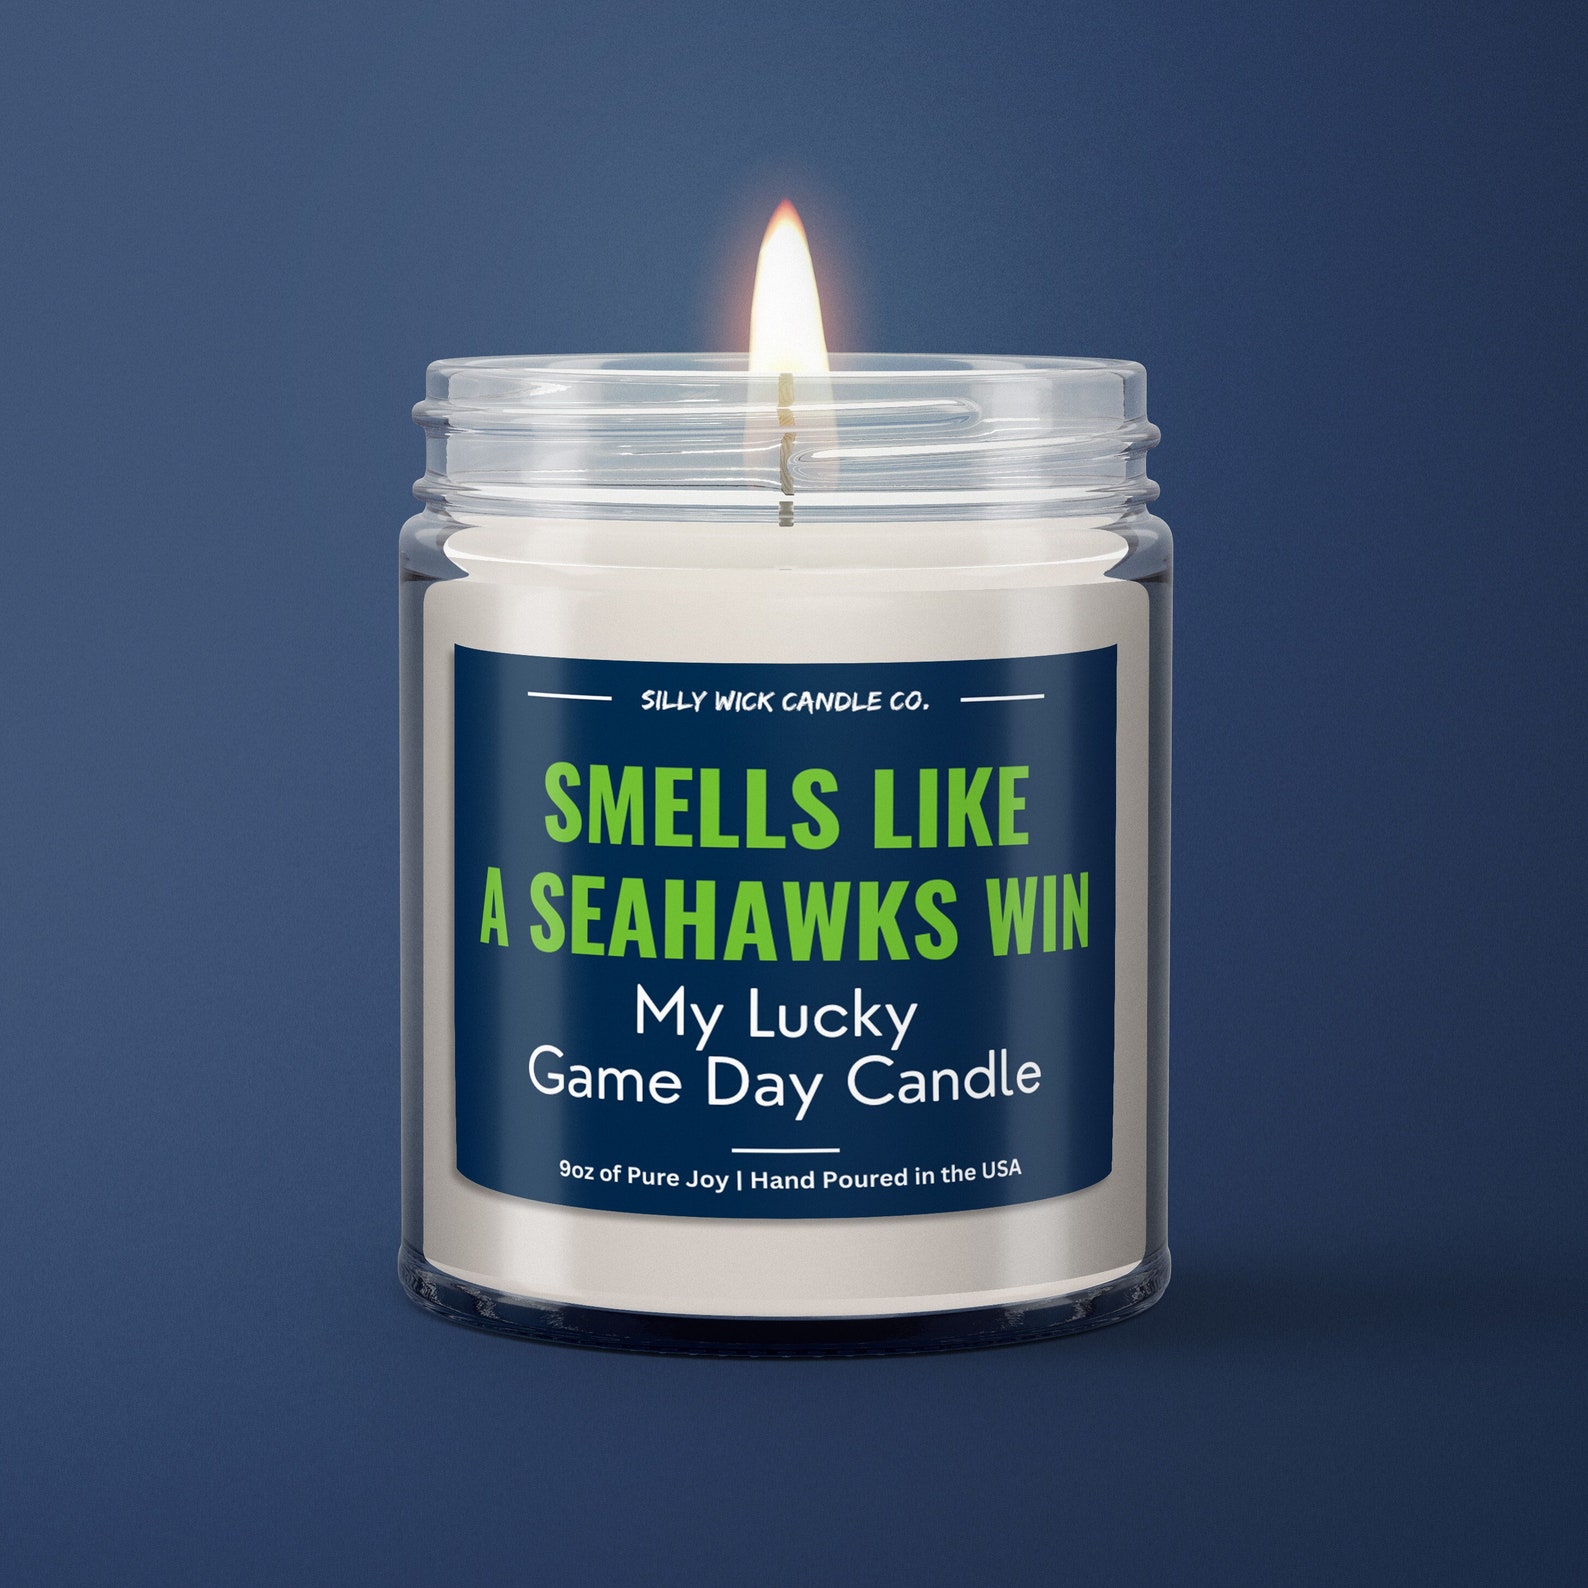 SILLY WICK CANDLE CO.
SMELLS LIKE
A SEAHAWKS WIN
My Lucky
Game Day Candle
9oz of Pure Joy | Hand Poured in the USA